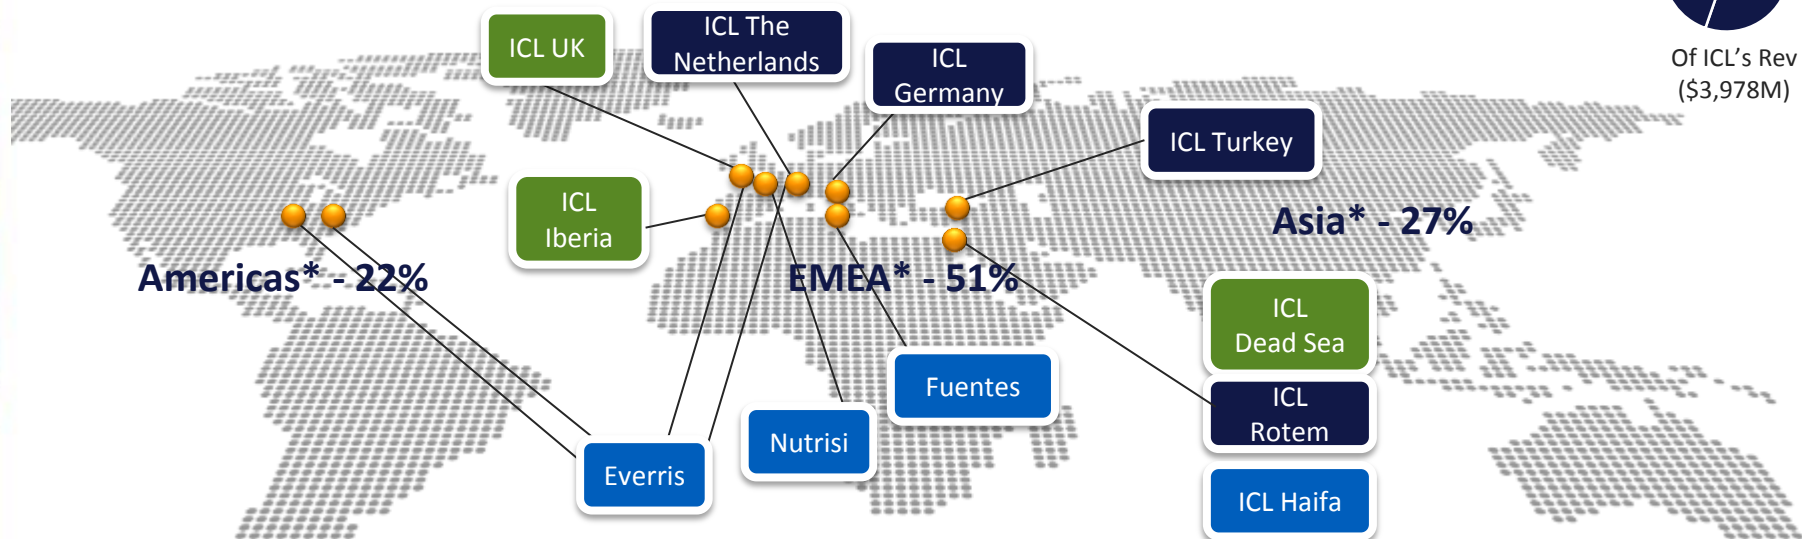 ICL UK
ICL The
Netherlands
ICL
Germany
Of ICL's Rev
($3,978M)
ICL Turkey
ICL
Iberia
Asia* - 27%
Americas* - 22%
EMEA* - 51%
ICL
Dead Sea
Fuentes
ICL
Rotem
Nutrisi
Everris
ICL Haifa